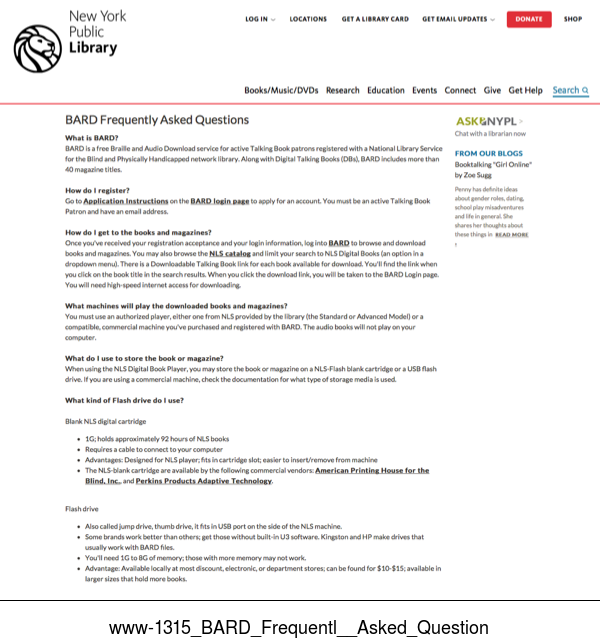 New York
Public
Library
LOG IN
LOCATIONS
GET A LIBRARY CARD
GET EMAIL UPDATES
DONATE
SHOP
Books/Music/DVDs Research Education Events Connect Give Get Help Search
BARD Frequently Asked Questions
What is BARD?
BARD is a free Braille and Audio Download service for active Talking Book patrons registered with a National Library Service
for the Blind and Physically Handicapped network library. Along with Digital Talking Books (DBs), BARD includes more than
40 magazine titles.
How do I register?
Go to Application Instructions on the BARD login page to apply for an account. You must be an active Talking Book
Patron and have an email address.
How do I get to the books and magazines?
Once you've received your registration acceptance and your login information, log into BARD to browse and download
books and magazines. You may also browse the NLS catalog and limit your search to NLS Digital Books (an option in a
dropdown menu). There is a Downloadable Talking Book link for each book available for download. You'll find the link when
you click on the book title in the search results. When you click the download link, you will be taken to the BARD Login page.
You will need high-speed internet access for downloading.
What machines will play the downloaded books and magazines?
You must use an authorized player, either one from NLS provided by the library (the Standard or Advanced Model) or a
compatible, commercial machine you've purchased and registered with BARD. The audio books will not play on your
computer.
What do I use to store the book or magazine?
When using the NLS Digital Book Player, you may store the book or magazine on a NLS-Flash blank cartridge or a USB flash
drive. If you are using a commercial machine, check the documentation for what type of storage media is used.
What kind of Flash drive do I use?
Blank NLS digital cartridge
• 1G; holds approximately 92 hours of NLS books
• Requires a cable to connect to your computer
• Advantages: Designed for NLS player; fits in cartridge slot; easier to insert/remove from machine
• The NLS-blank cartridge are available by the following commercial vendors: American Printing House for the
Blind, Inc., and Perkins Products Adaptive Technology.
Flash drive
• Also called jump drive, thumb drive, it fits in USB port on the side of the NLS machine.
• Some brands work better than others; get those without built-in U3 software. Kingston and HP make drives that
usually work with BARD files.
• You'll need 1G to 8G of memory; those with more memory may not work.
• Advantage: Available locally at most discount, electronic, or department stores; can be found for $10-$15; available in
larger sizes that hold more books.
ASK NYPL >
Chat with a librarian now
FROM OUR BLOGS
Booktalking "Girl Online"
by Zoe Sugg
Penny has definite ideas
about gender roles, dating,
school play misadventures
and life in general. She
shares her thoughts about
these things in READ MORE
www-1315_BARD_Frequentl__Asked_Question